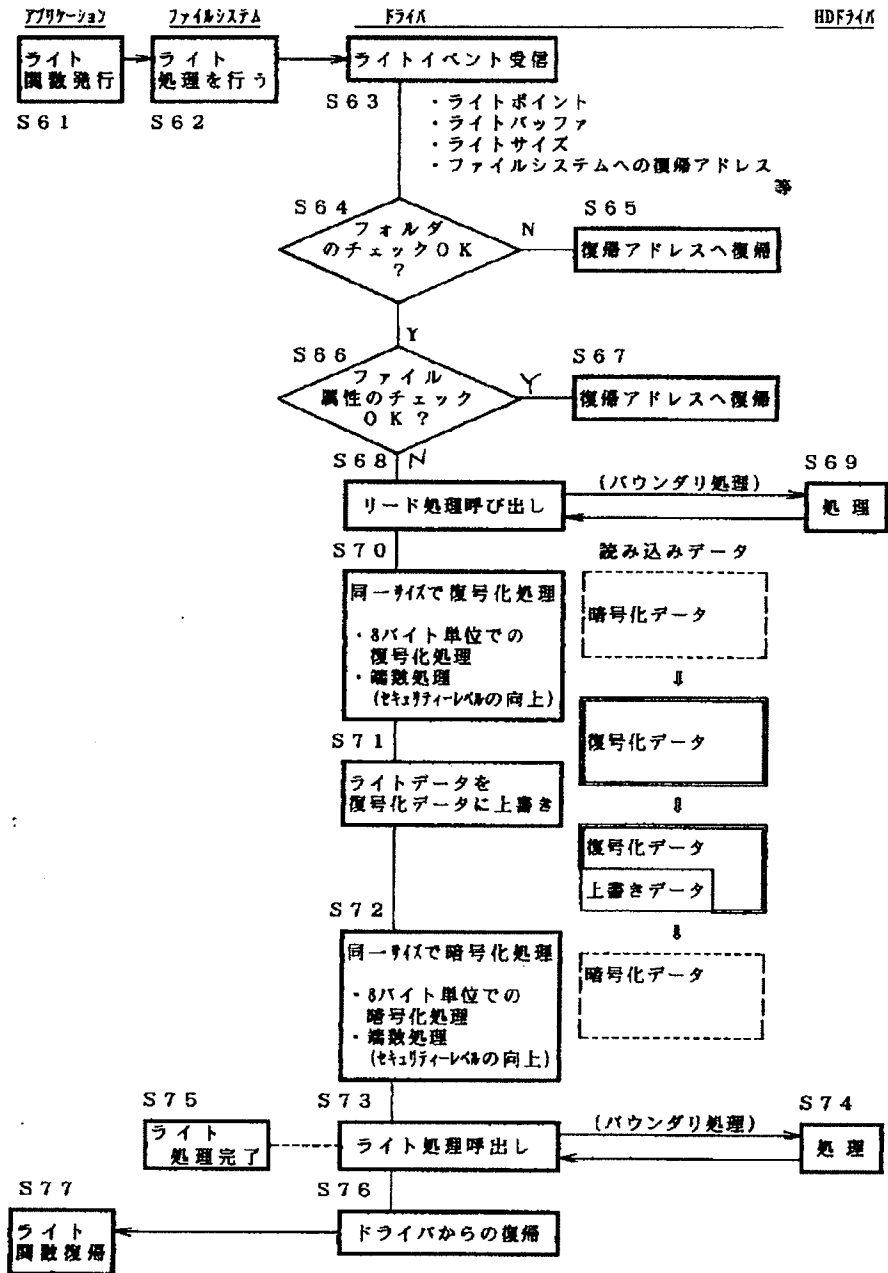 アプリケーション
ファイルシステム
ドライバ
HDドライバ
ライト
関数発行
S61
ライト
処理を行う
S62
ライトイベント受信
S63
・ライトポイント
・ライトバッファ
・ライトサイズ
・ファイルシステムへの復帰アドレス
等
S64
フォルダ
のチェックOK
?
N
S65
復帰アドレスへ復帰
Y
S66
ファイル
属性のチェック
OK?
Y
S67
復帰アドレスへ復帰
N
S68
リード処理呼び出し
(バウンダリ処理)
S69
処理
S70
同一サイズで復号化処理
・8バイト単位での
復号化処理
・端数処理
(セキュリティーレベルの向上)
読み込みデータ
暗号化データ
⇓
復号化データ
S71
ライトデータを
復号化データに上書き
⇓
復号化データ
上書きデータ
⇓
S72
同一サイズで暗号化処理
・8バイト単位での
暗号化処理
・端数処理
(セキュリティーレベルの向上)
暗号化データ
S73
ライト処理呼出し
(バウンダリ処理)
S74
処理
S75
ライト
処理完了
S76
ドライバからの復帰
S77
ライト
関数復帰